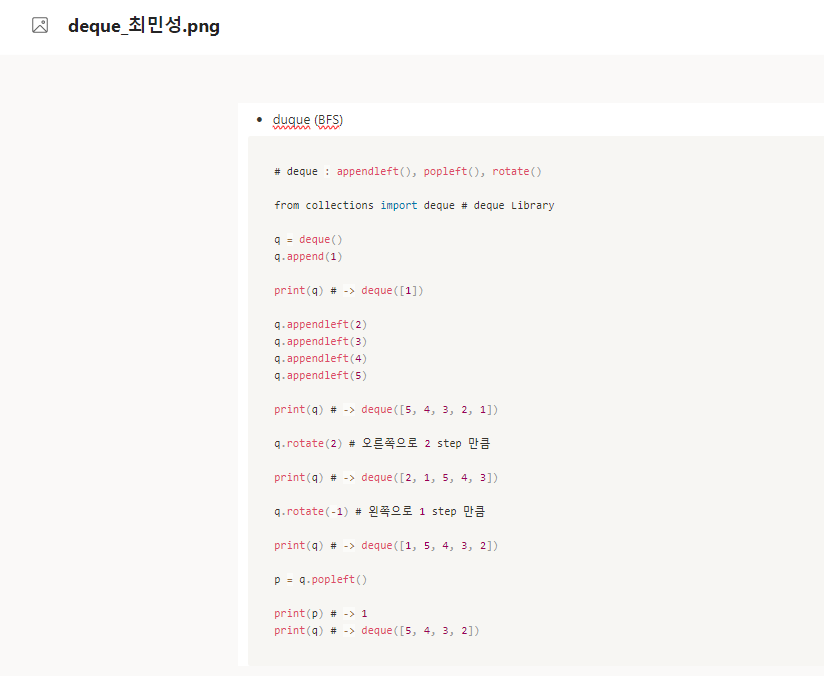 deque_최민성.png
• duque (BFS)
# deque : appendleft(), popleft(), rotate()
from collections import deque # deque Library
q = deque()
q.append(1)
print(q) # -> deque([1])
q.appendleft(2)
q.appendleft(3)
q.appendleft(4)
q.appendleft(5)
print(q) # -> deque([5, 4, 3, 2, 1])
q.rotate(2) # 오른쪽으로 2 step 만큼
print(q) # -> deque([2, 1, 5, 4, 3])
q.rotate(-1) # 왼쪽으로 1 step 만큼
print(q) # -> deque([1, 5, 4, 3, 2])
p = q.popleft()
print(p) # -> 1
print(q) # -> deque([5, 4, 3, 2])